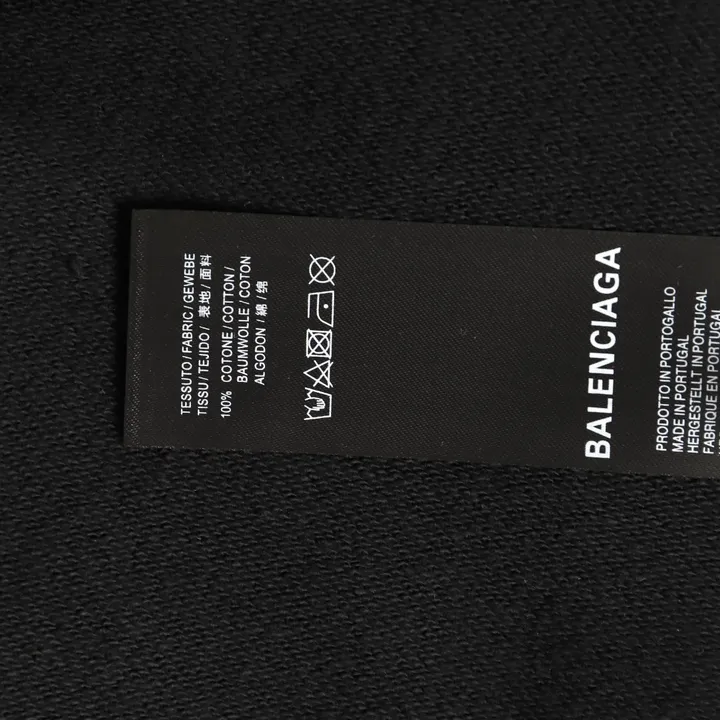 BALENCIAGA
PRODOTTO IN PORTOGALLO
MADE IN PORTUGAL
HERGESTELLT IN PORTUGAL
FABRIQUE EN PORTUGAL
TESSUTO / FABRIC / GEWEBE
TISSU / TEJIDO / 表地 / 面料
100% COTONE / COTTON /
BAUMWOLLE / COTON
ALGODON / 綿 / 绵